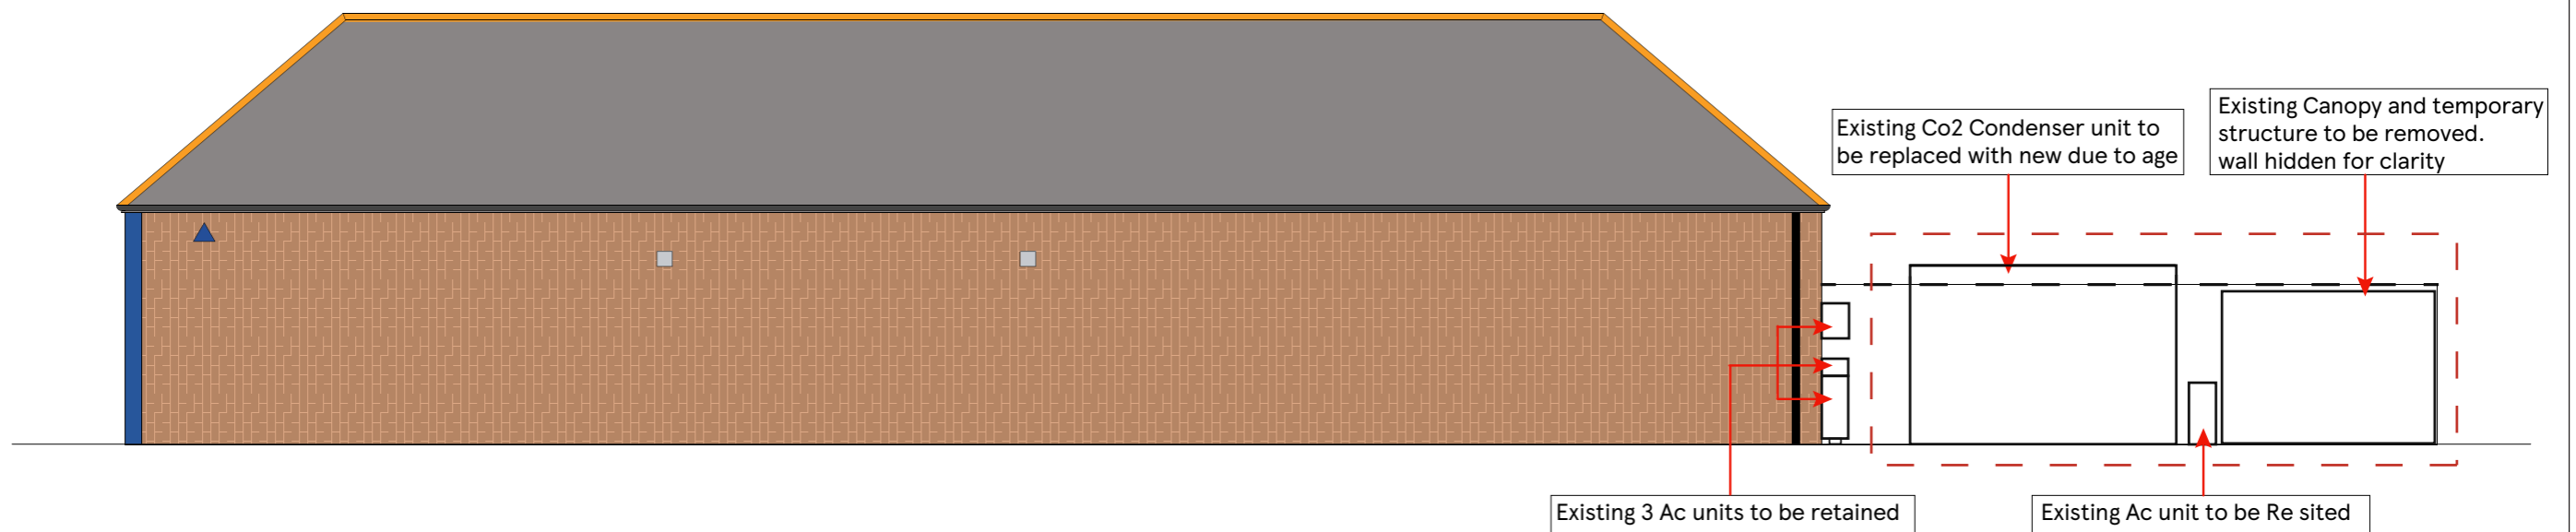 Existing Co2 Condenser unit to
be replaced with new due to age
Existing Canopy and temporary
structure to be removed.
wall hidden for clarity
Existing 3 Ac units to be retained
Existing Ac unit to be Re sited